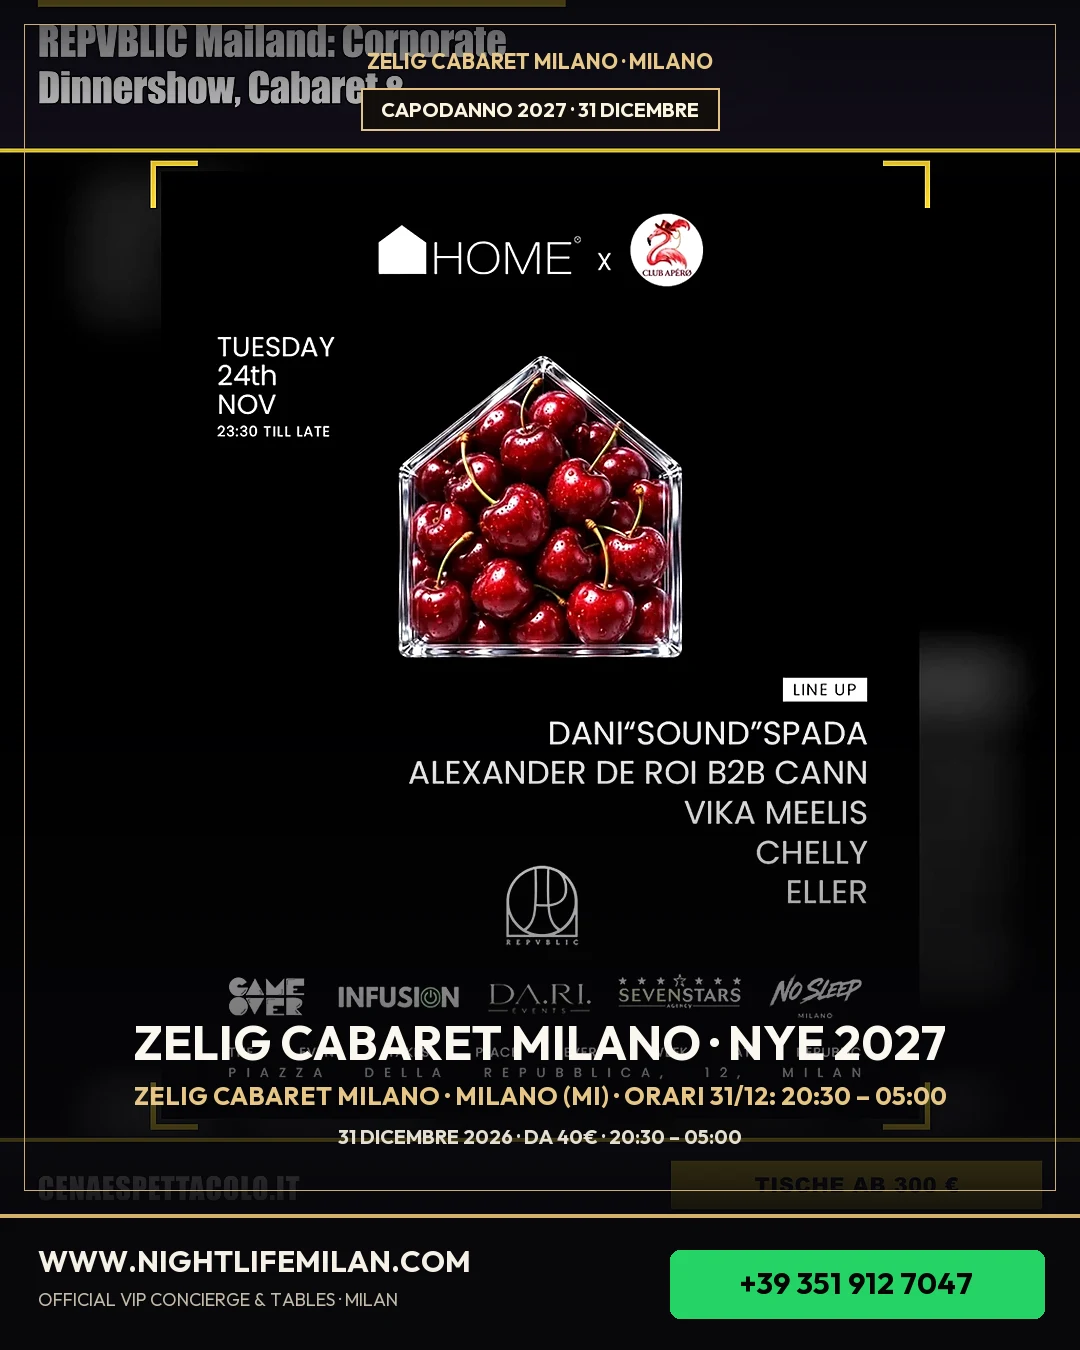 REPVBLIC Mailand: Corporate
Dinnershow, Cabaret &
ZELIG CABARET MILANO · MILANO
CAPODANNO 2027 · 31 DICEMBRE
HOME® X CLUB APÉRØ
TUESDAY
24th
NOV
23:30 TILL LATE
LINE UP
DANI“SOUND”SPADA
ALEXANDER DE ROI B2B CANN
VIKA MEELIS
CHELLY
ELLER
REPVBLIC
GAME OVER INFUSION DA.RI. EVENTS SEVENSTARS AGENCY NO SLEEP MILANO
ZELIG CABARET MILANO · NYE 2027
PIAZZA DELLA REPUBBLICA, 12, MILAN
ZELIG CABARET MILANO · MILANO (MI) · ORARI 31/12: 20:30 – 05:00
31 DICEMBRE 2026 · DA 40€ · 20:30 – 05:00
CENAESPETTACOLO.IT
TISCHE AB 300 €
WWW.NIGHTLIFEMILAN.COM
+39 351 912 7047
OFFICIAL VIP CONCIERGE & TABLES · MILAN